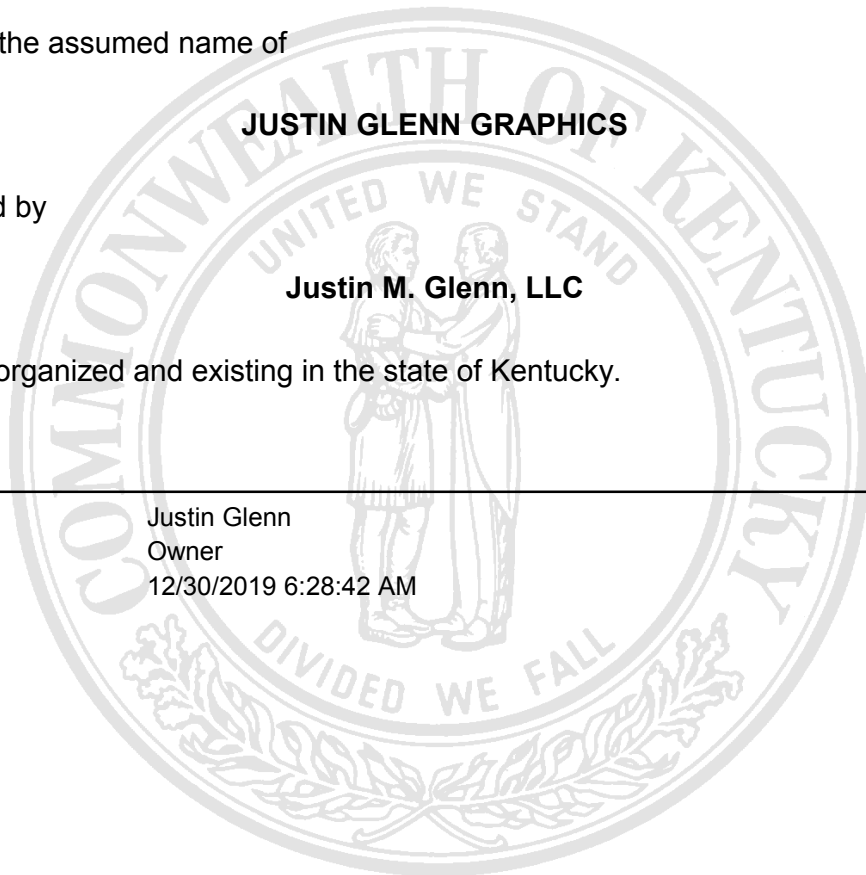 the assumed name of
JUSTIN GLENN GRAPHICS
d by
Justin M. Glenn, LLC
organized and existing in the state of Kentucky.
Justin Glenn
Owner
12/30/2019 6:28:42 AM
COMMONWEALTH OF KENTUCKY
UNITED WE STAND
DIVIDED WE FALL